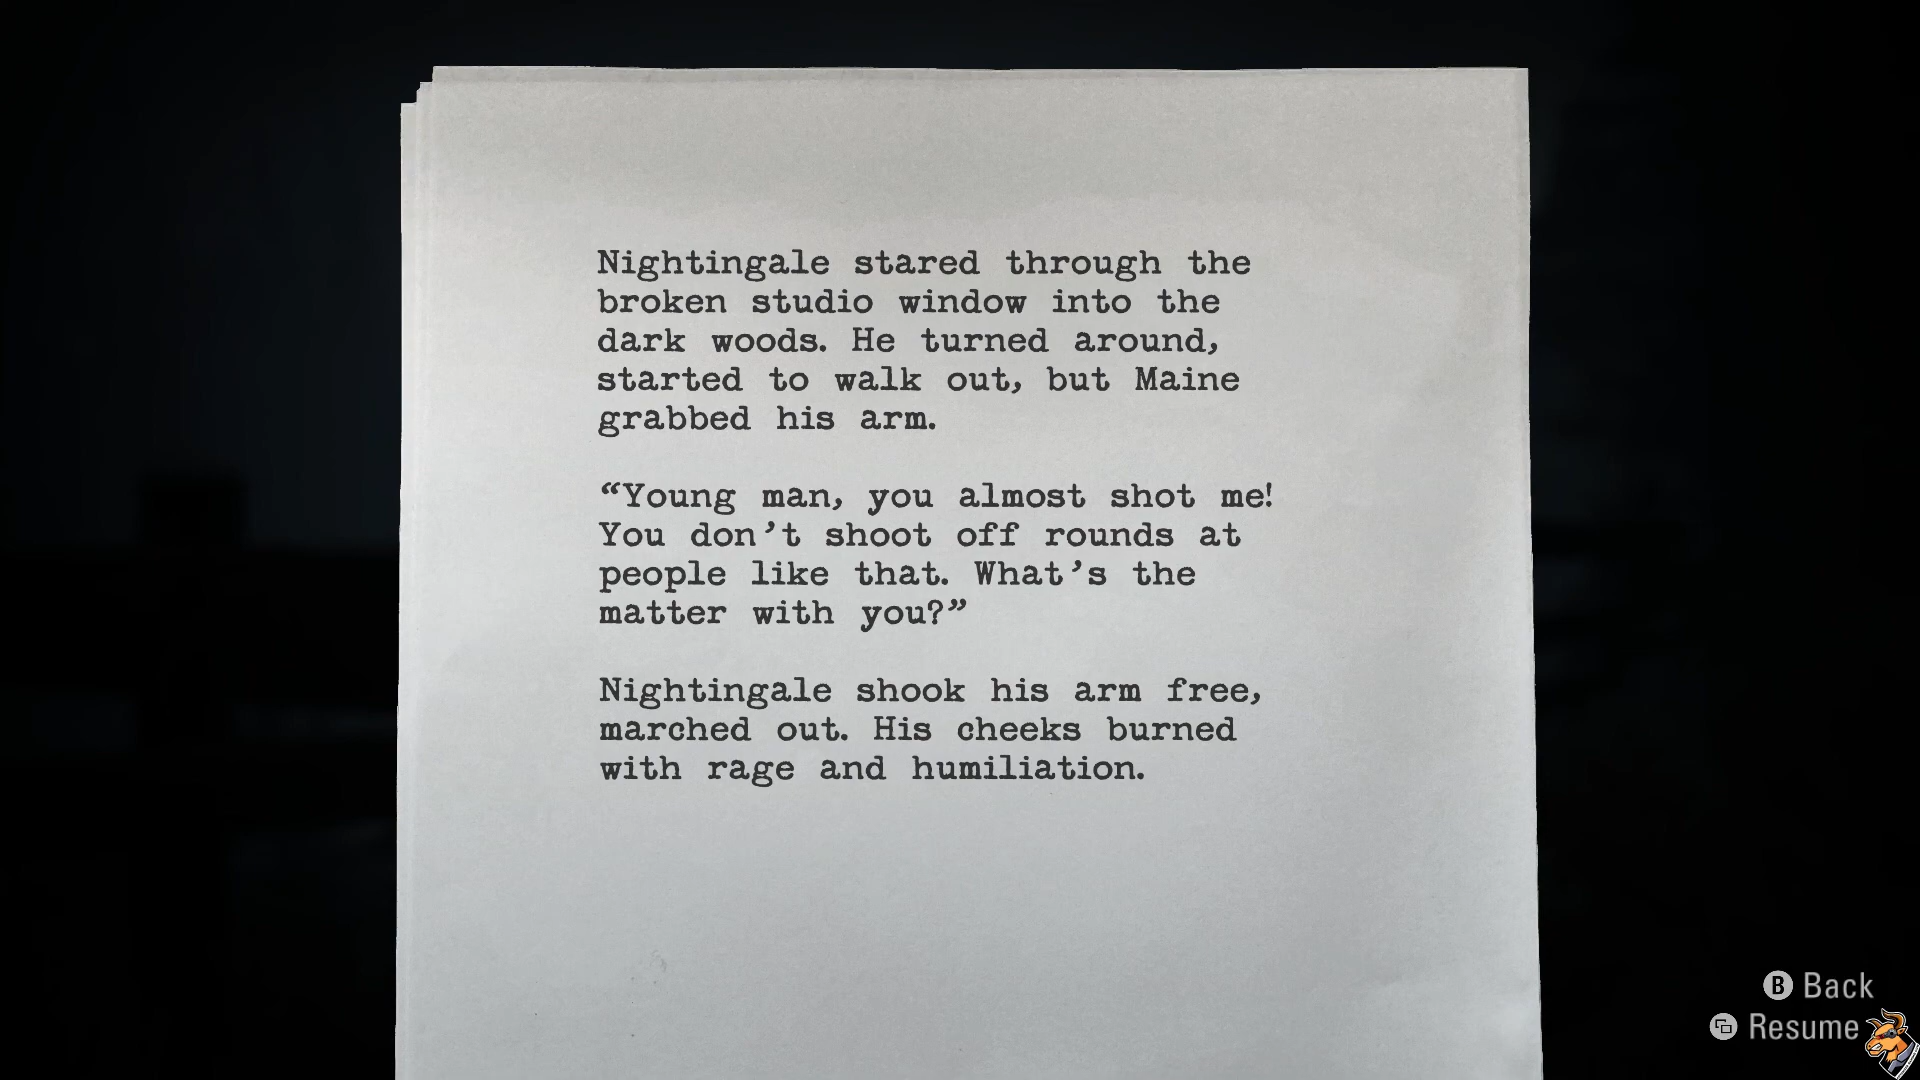 Nightingale stared through the
broken studio window into the
dark woods. He turned around,
started to walk out, but Maine
grabbed his arm.
“Young man, you almost shot me!
You don’t shoot off rounds at
people like that. What’s the
matter with you?”
Nightingale shook his arm free,
marched out. His cheeks burned
with rage and humiliation.
B Back
Resume